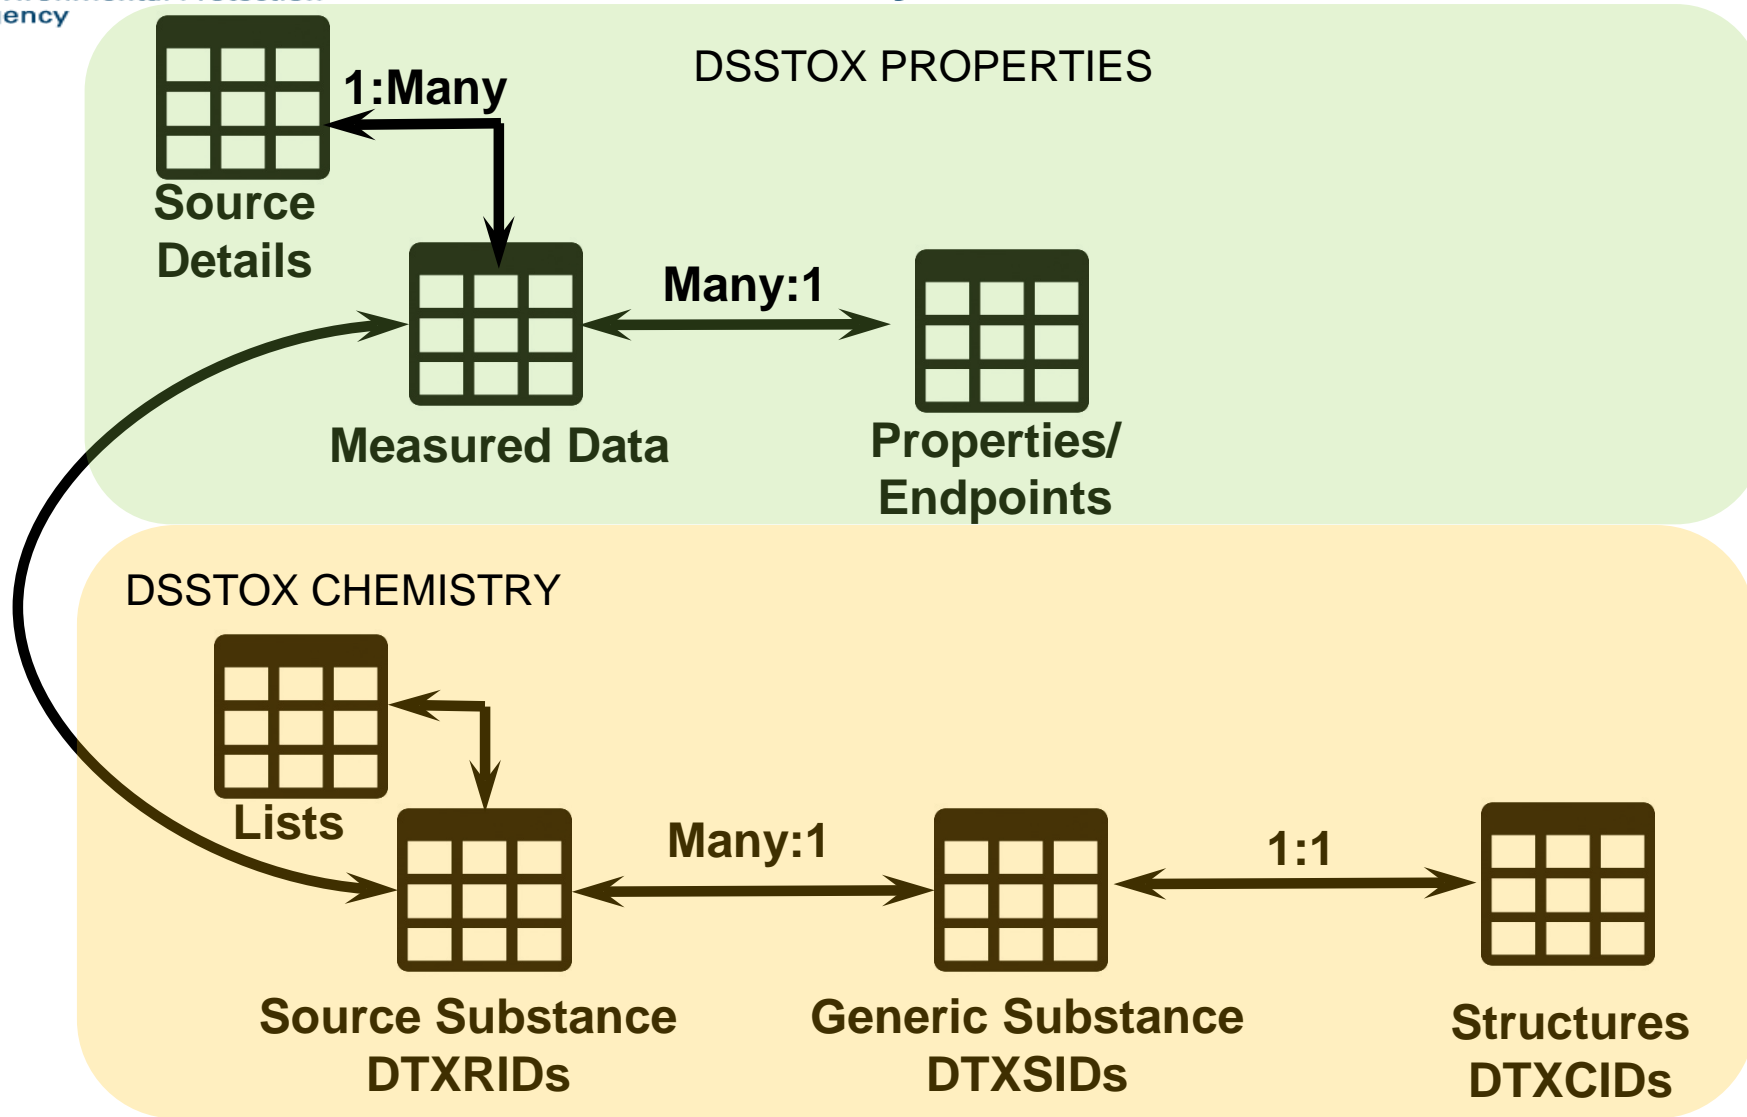 gency
DSSTOX PROPERTIES
1:Many
Source
Details
Many:1
Measured Data
Properties/
Endpoints
DSSTOX CHEMISTRY
Lists
Many:1
1:1
Source Substance
DTXRIDs
Generic Substance
DTXSIDs
Structures
DTXCIDs